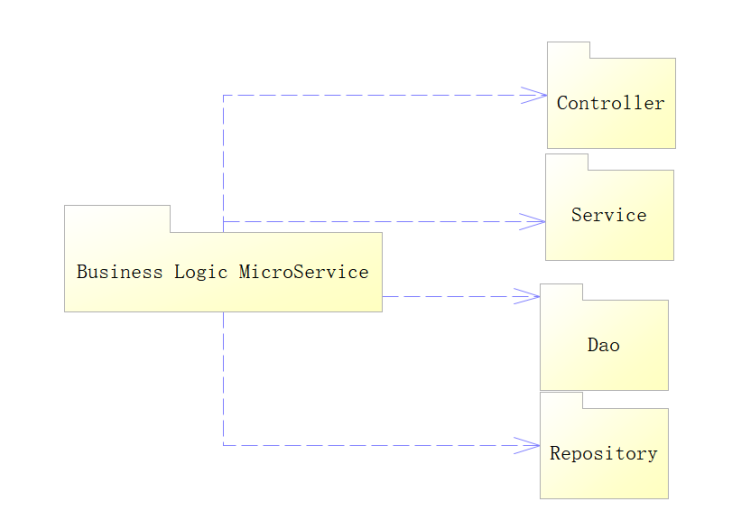 Controller
Service
Business Logic MicroService
Dao
Repository